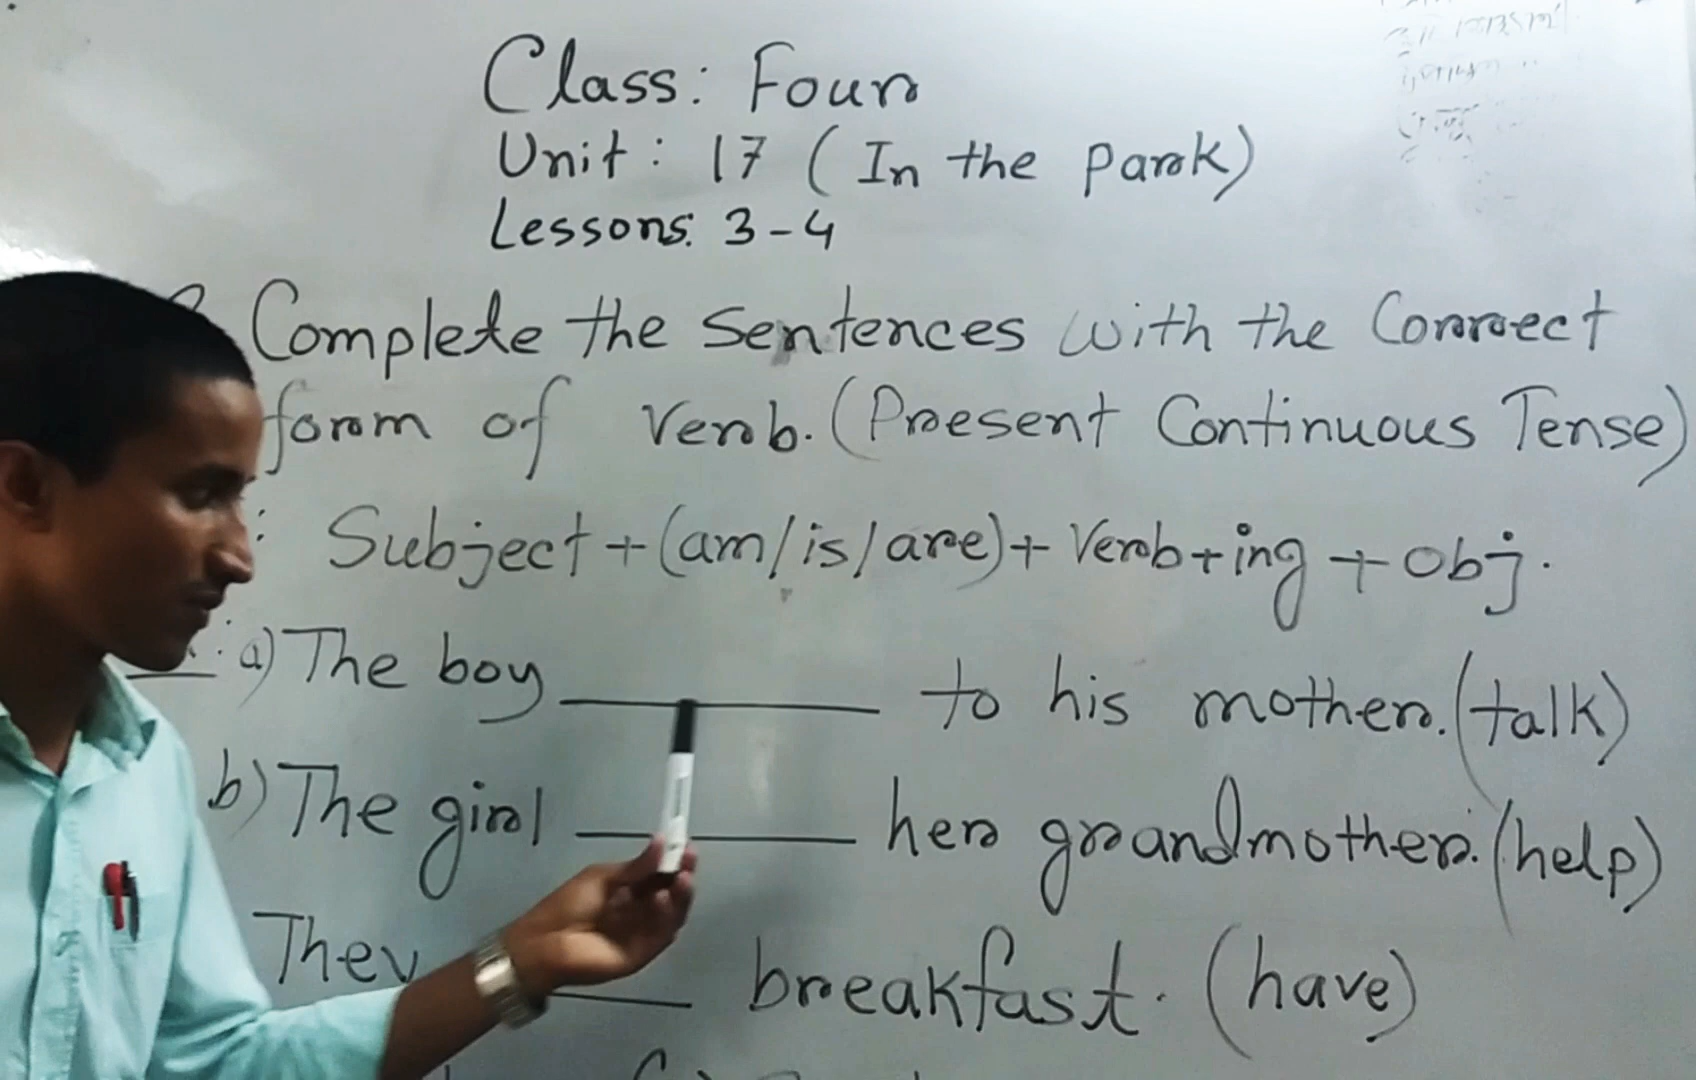 Class: Four
Unit: 17 (In the park)
Lessons: 3-4
Complete the Sentences with the Correct
form of Verb. (Present Continuous Tense)
: Subject + (am/is/are) + Verb + ing + obj.
a) The boy ______ to his mother. (talk)
b) The girl ______ her grandmother. (help)
They ______ breakfast. (have)